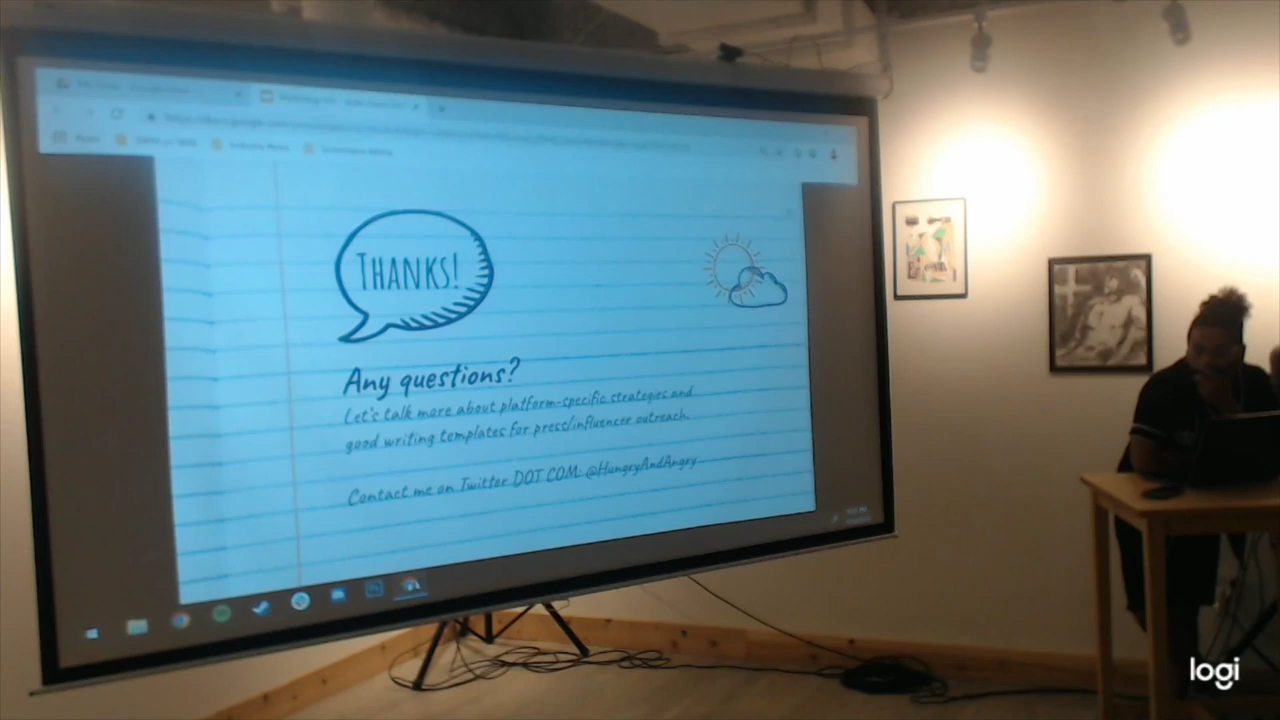 THANKS!
Any questions?
Let's talk more about platform-specific strategies and
good writing templates for press/influencer outreach.
Contact me on Twitter DOT COM: @HungryAndAngry
logi